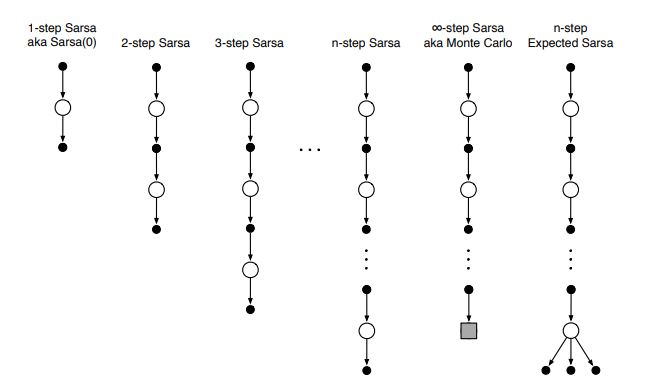 1-step Sarsa
aka Sarsa(0)
2-step Sarsa
3-step Sarsa
n-step Sarsa
∞-step Sarsa
aka Monte Carlo
n-step
Expected Sarsa